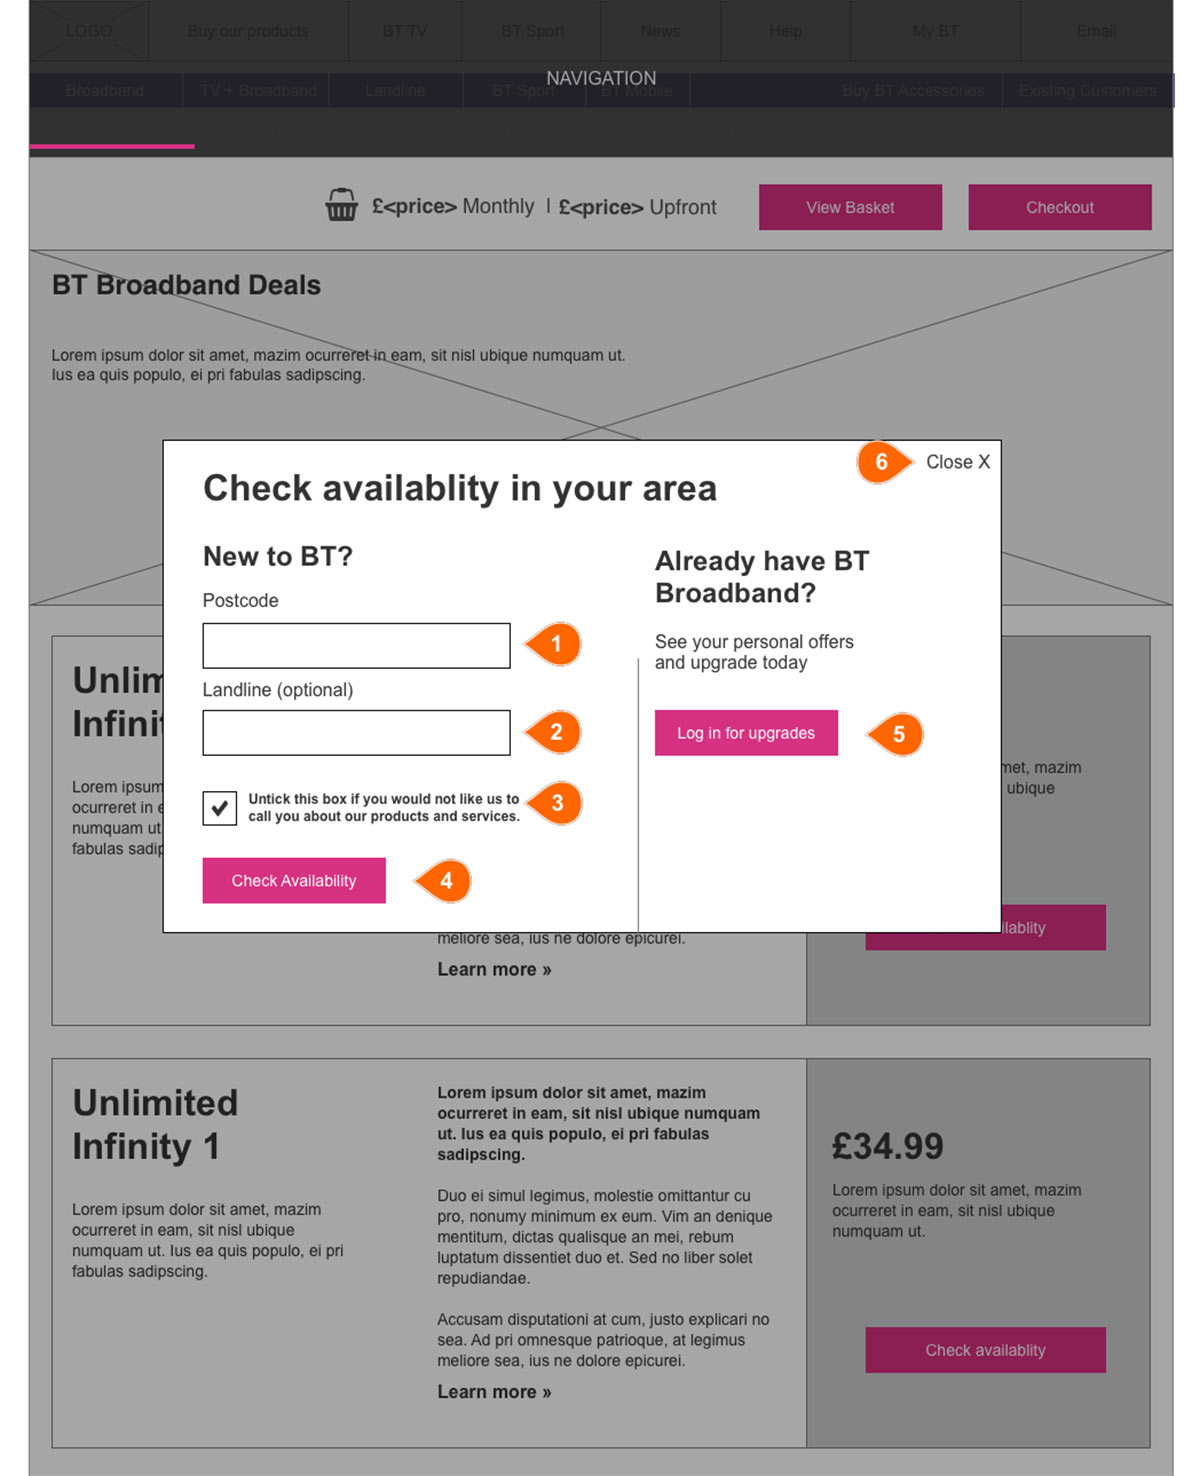 LOGO
Buy our products
BT TV
BT Sport
News
Help
My BT
Email
NAVIGATION
Broadband
TV + Broadband
Landline
BT Sport
BT Mobile
Buy BT Accessories
Existing Customers
£<price> Monthly | £<price> Upfront
View Basket
Checkout
BT Broadband Deals
Lorem ipsum dolor sit amet, mazim ocurreret in eam, sit nisl ubique numquam ut.
Ius ea quis populo, ei pri fabulas sadipscing.
6
Close X
Check availablity in your area
New to BT?
Postcode
1
Landline (optional)
2
Untick this box if you would not like us to
call you about our products and services.
3
Check Availability
4
Already have BT
Broadband?
See your personal offers
and upgrade today
Log in for upgrades
5
Unlim
Infini
Lorem ipsum
ocurreret in e
numquam ut
fabulas sadip
met, mazim
ubique
meliore sea, ius ne dolore epicurei.
Learn more »
ilablity
Unlimited
Infinity 1
Lorem ipsum dolor sit amet, mazim
ocurreret in eam, sit nisl ubique
numquam ut. Ius ea quis populo, ei pri
fabulas sadipscing.
Lorem ipsum dolor sit amet, mazim
ocurreret in eam, sit nisl ubique numquam
ut. Ius ea quis populo, ei pri fabulas
sadipscing.
Duo ei simul legimus, molestie omittantur cu
pro, nonumy minimum ex eum. Vim an denique
mentitum, dictas qualisque an mei, rebum
luptatum dissentiet duo et. Sed no liber solet
repudiandae.
Accusam disputationi at cum, justo explicari no
sea. Ad pri omnesque patrioque, at legimus
meliore sea, ius ne dolore epicurei.
Learn more »
£34.99
Lorem ipsum dolor sit amet, mazim
ocurreret in eam, sit nisl ubique
numquam ut.
Check availablity